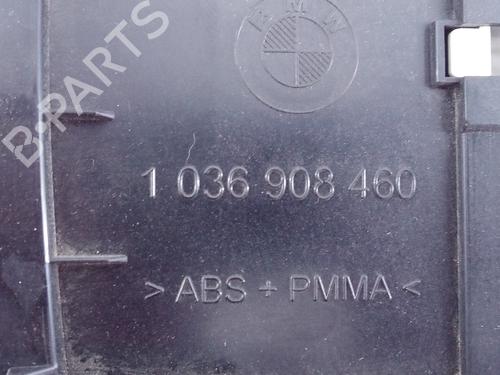 BMW
B-PARTS
1 036 908 460
> ABS + PMMA <